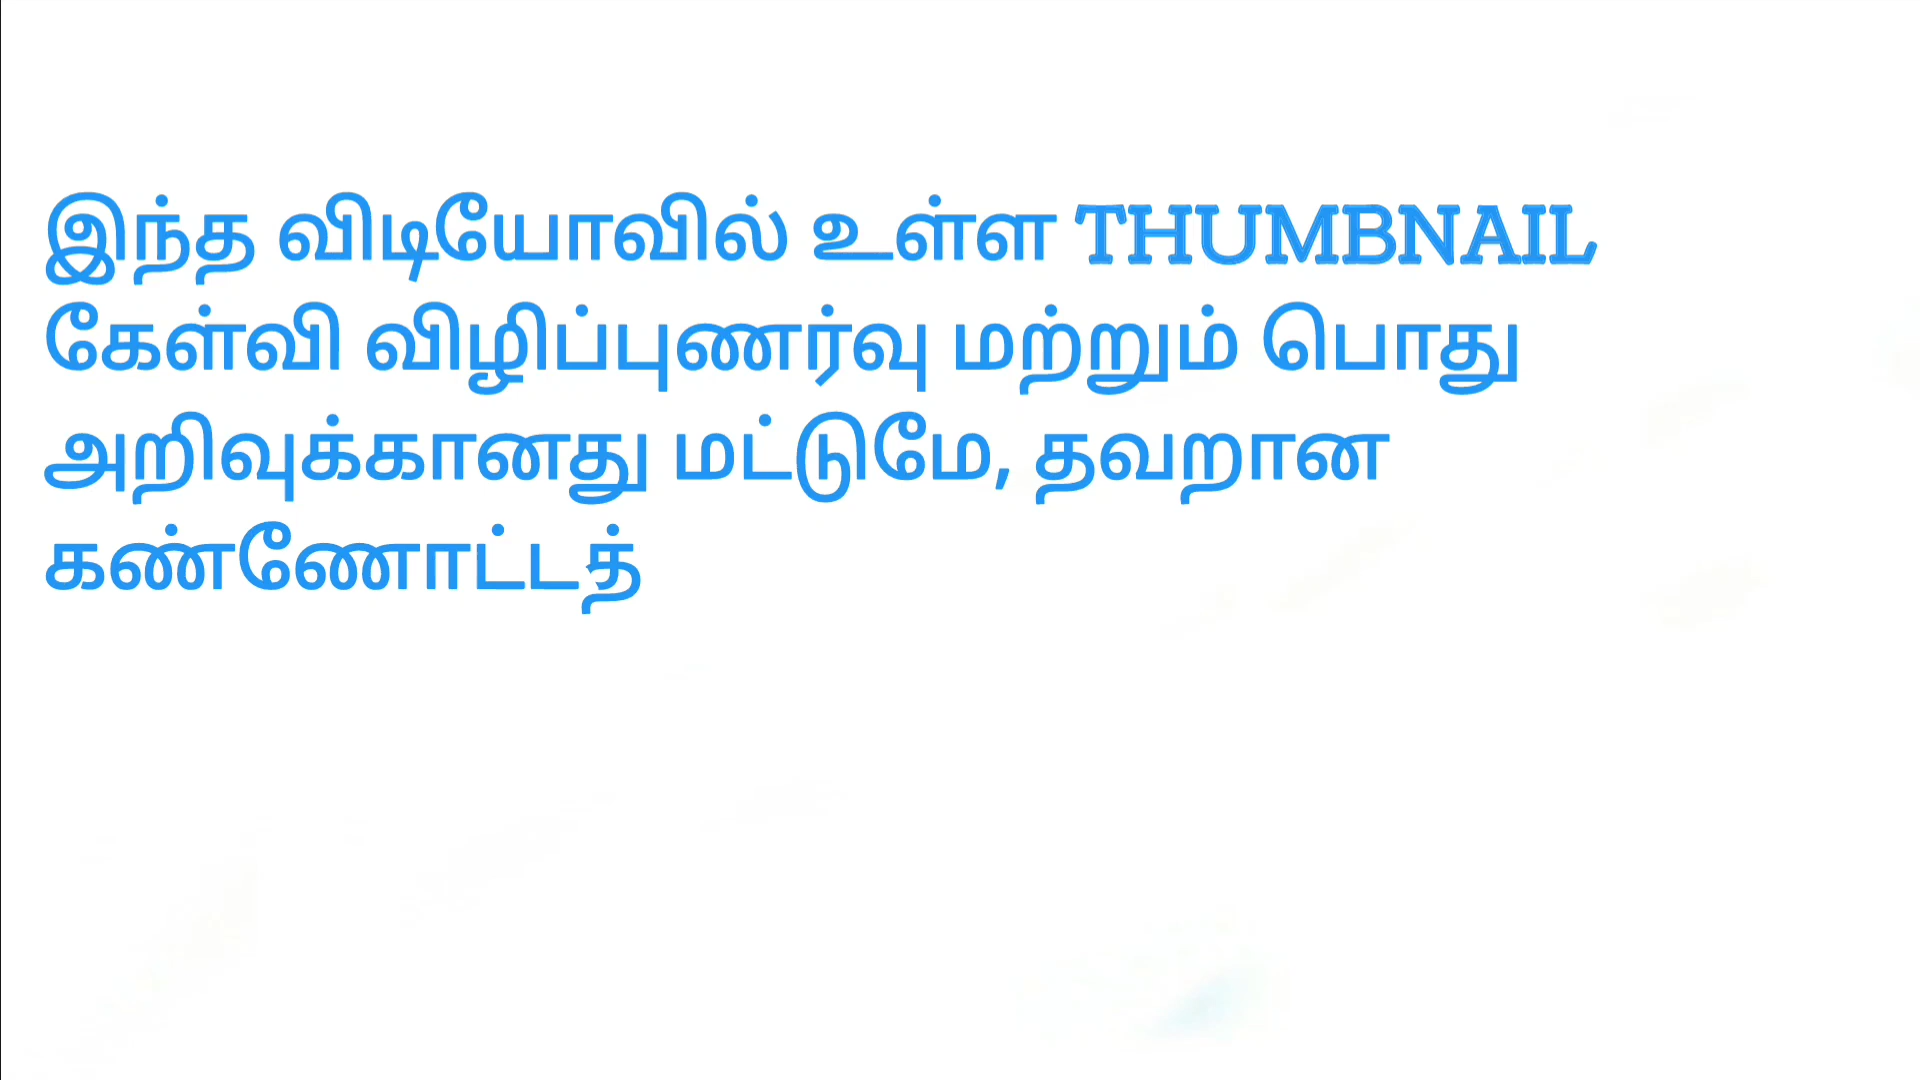 இந்த விடியோவில் உள்ள THUMBNAIL
கேள்வி விழிப்புணர்வு மற்றும் பொது
அறிவுக்கானது மட்டுமே, தவறான
கண்ணோட்டத்